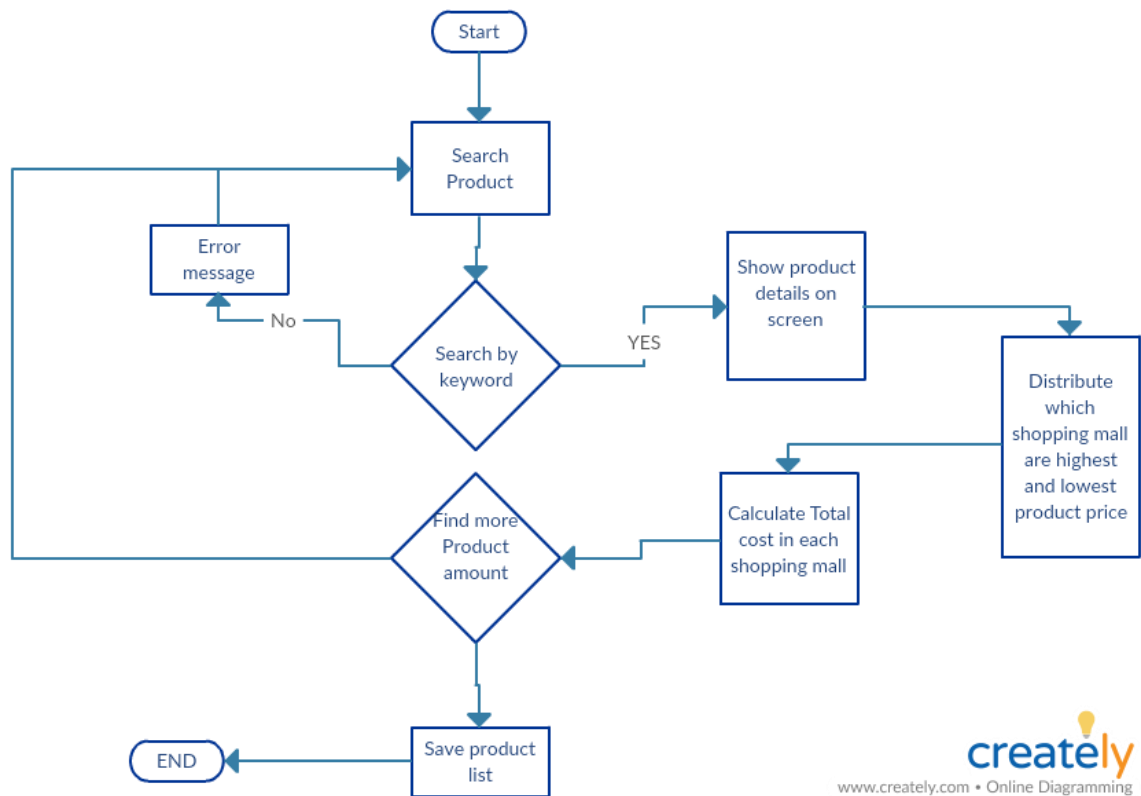 Start
Search
Product
Error
message
No
Search by
keyword
YES
Show product
details on
screen
Distribute
which
shopping mall
are highest
and lowest
product price
Calculate Total
cost in each
shopping mall
Find more
Product
amount
Save product
list
END
creately
www.creately.com • Online Diagramming